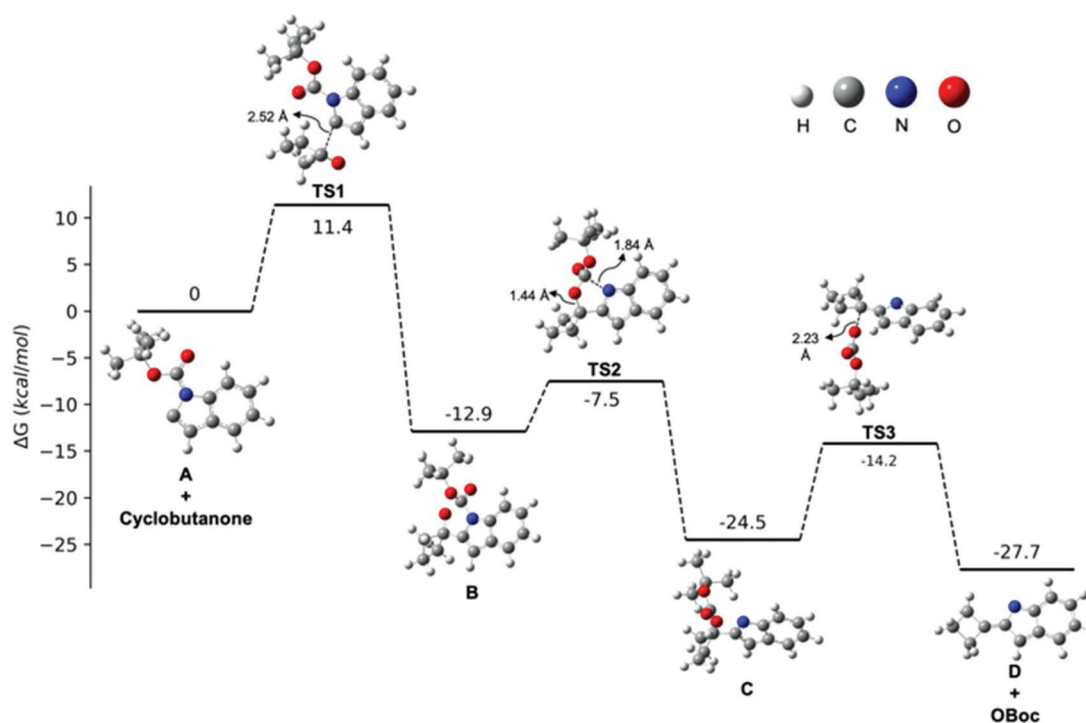 H C N O
2.52 Å
TS1
11.4
0
A
+
Cyclobutanone
-12.9
B
1.84 Å
1.44 Å
TS2
-7.5
-24.5
C
2.23
Å
TS3
-14.2
-27.7
D
+
OBoc
ΔG (kcal/mol)
10
5
0
−5
−10
−15
−20
−25